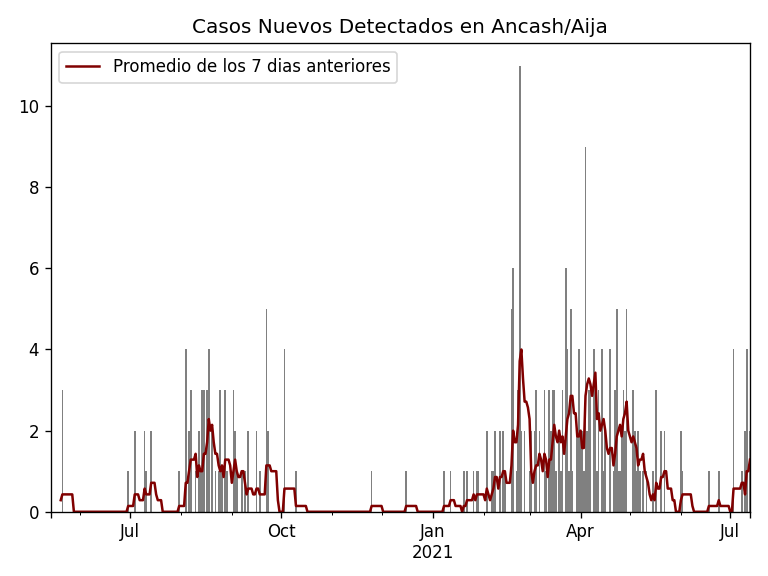 Casos Nuevos Detectados en Ancash/Aija
Promedio de los 7 dias anteriores
10
8
6
4
2
0
Jul
Oct
Jan
2021
Apr
Jul